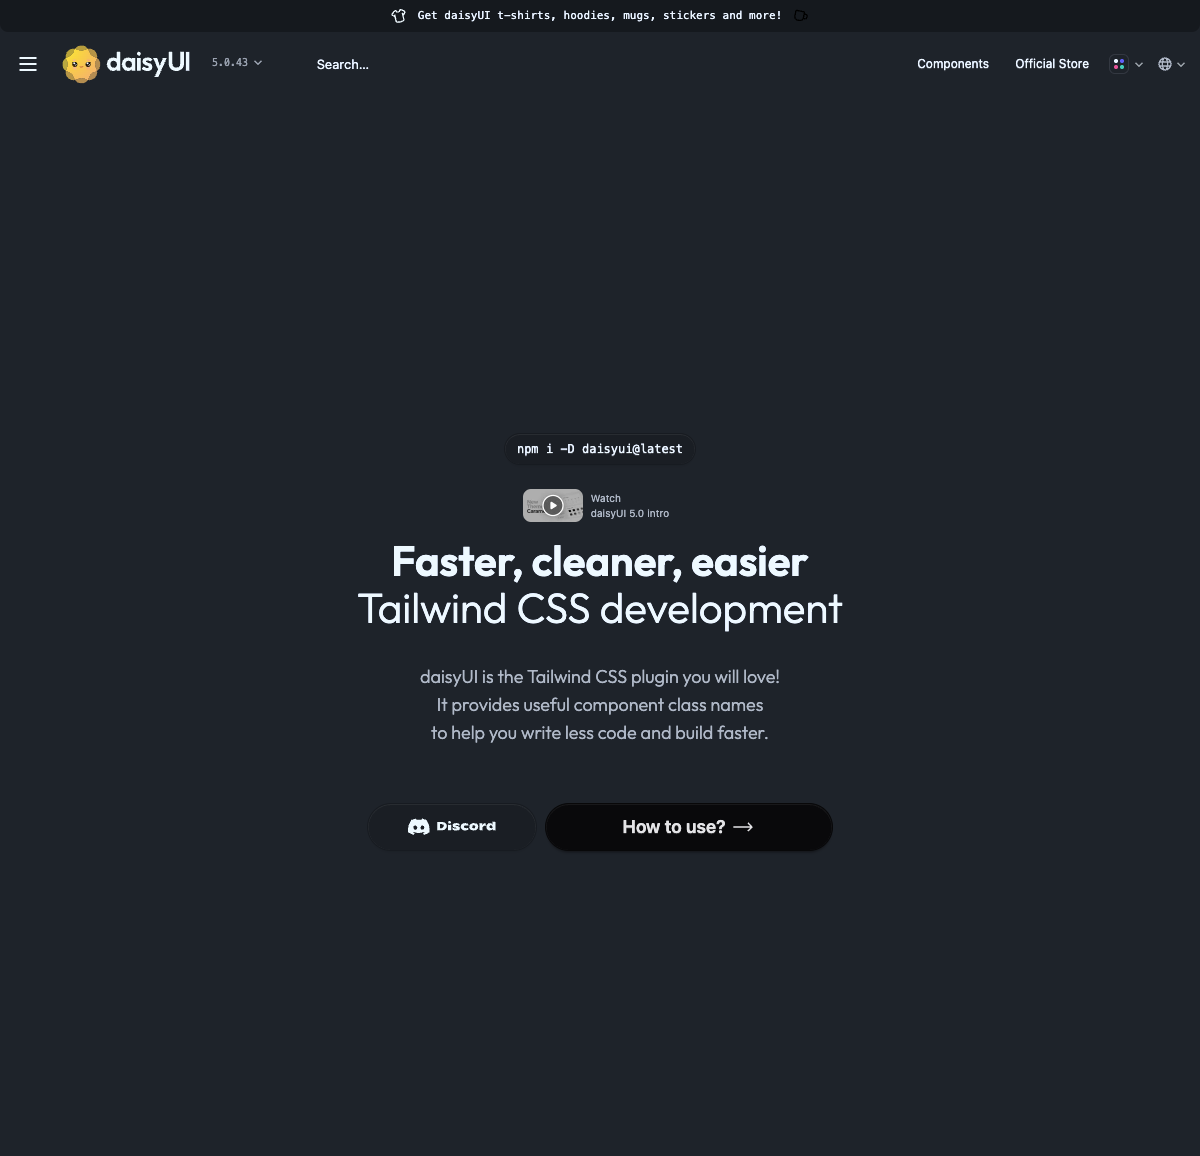 Get daisyUI t-shirts, hoodies, mugs, stickers and more!
daisyUI 5.0.43 Search... Components Official Store
npm i -D daisyui@latest
Watch
daisyUI 5.0 Intro
Faster, cleaner, easier
Tailwind CSS development
daisyUI is the Tailwind CSS plugin you will love!
It provides useful component class names
to help you write less code and build faster.
Discord How to use?